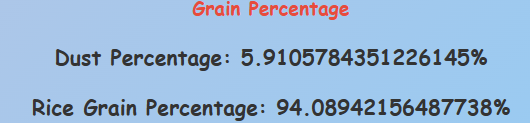 Grain Percentage
Dust Percentage: 5.9105784351226145%
Rice Grain Percentage: 94.08942156487738%